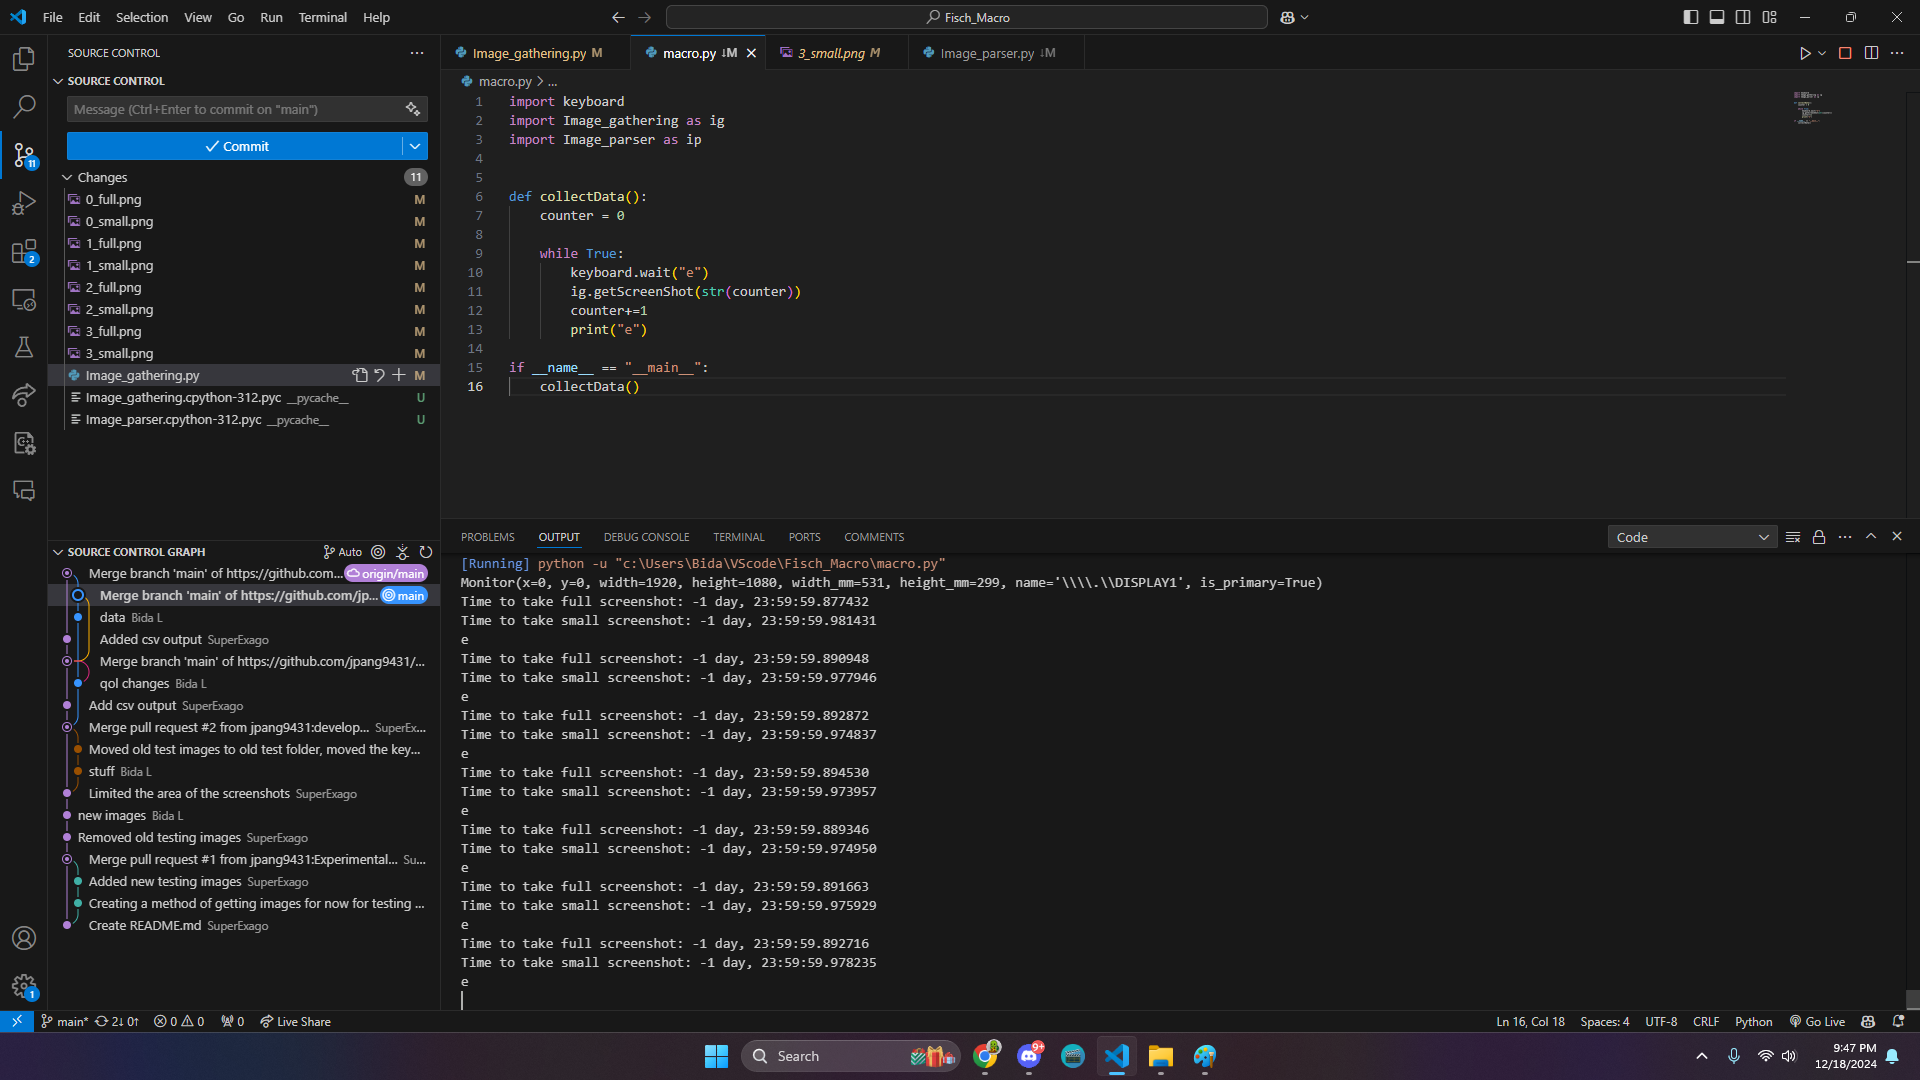 File Edit Selection View Go Run Terminal Help
Fisch_Macro
SOURCE CONTROL
SOURCE CONTROL
Message (Ctrl+Enter to commit on "main")
Commit
Changes 11
0_full.png M
0_small.png M
1_full.png M
1_small.png M
2_full.png M
2_small.png M
3_full.png M
3_small.png M
Image_gathering.py M
Image_gathering.cpython-312.pyc __pycache__ U
Image_parser.cpython-312.pyc __pycache__ U
11
2
1
SOURCE CONTROL GRAPH Auto
Merge branch 'main' of https://github.com... origin/main
Merge branch 'main' of https://github.com/jp... main
data Bida L
Added csv output SuperExago
Merge branch 'main' of https://github.com/jpang9431/...
qol changes Bida L
Add csv output SuperExago
Merge pull request #2 from jpang9431:develop... SuperEx...
Moved old test images to old test folder, moved the key...
stuff Bida L
Limited the area of the screenshots SuperExago
new images Bida L
Removed old testing images SuperExago
Merge pull request #1 from jpang9431:Experimental... Su...
Added new testing images SuperExago
Creating a method of getting images for now for testing ...
Create README.md SuperExago
Image_gathering.py M
macro.py ↓M
3_small.png M
Image_parser.py ↓M
macro.py > ...
1 import keyboard
2 import Image_gathering as ig
3 import Image_parser as ip
4
5
6 def collectData():
7 counter = 0
8
9 while True:
10 keyboard.wait("e")
11 ig.getScreenShot(str(counter))
12 counter+=1
13 print("e")
14
15 if __name__ == "__main__":
16 collectData()
PROBLEMS OUTPUT DEBUG CONSOLE TERMINAL PORTS COMMENTS
Code
[Running] python -u "c:\Users\Bida\VScode\Fisch_Macro\macro.py"
Monitor(x=0, y=0, width=1920, height=1080, width_mm=531, height_mm=299, name='\\\\.\\DISPLAY1', is_primary=True)
Time to take full screenshot: -1 day, 23:59:59.877432
Time to take small screenshot: -1 day, 23:59:59.981431
e
Time to take full screenshot: -1 day, 23:59:59.890948
Time to take small screenshot: -1 day, 23:59:59.977946
e
Time to take full screenshot: -1 day, 23:59:59.892872
Time to take small screenshot: -1 day, 23:59:59.974837
e
Time to take full screenshot: -1 day, 23:59:59.894530
Time to take small screenshot: -1 day, 23:59:59.973957
e
Time to take full screenshot: -1 day, 23:59:59.889346
Time to take small screenshot: -1 day, 23:59:59.974950
e
Time to take full screenshot: -1 day, 23:59:59.891663
Time to take small screenshot: -1 day, 23:59:59.975929
e
Time to take full screenshot: -1 day, 23:59:59.892716
Time to take small screenshot: -1 day, 23:59:59.978235
e
main* 2↓ 0↑ 0 0 0 Live Share
Ln 16, Col 18 Spaces: 4 UTF-8 CRLF Python Go Live
Search
9+
9:47 PM
12/18/2024